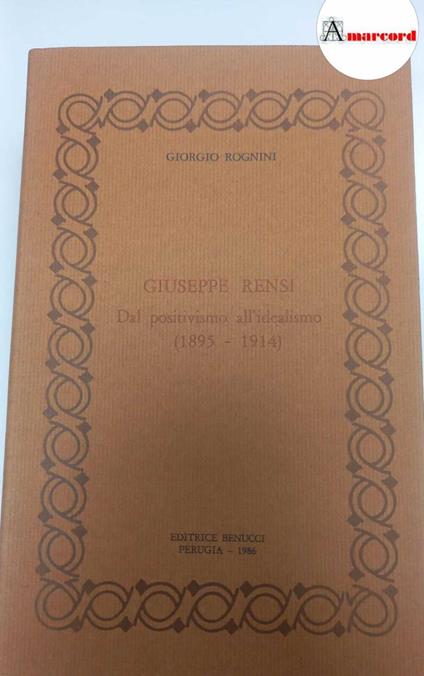 Amarcord
GIORGIO ROGNINI
GIUSEPPE RENSI
Dal positivismo all'idealismo
(1895 - 1914)
EDITRICE BENUCCI
PERUGIA - 1986